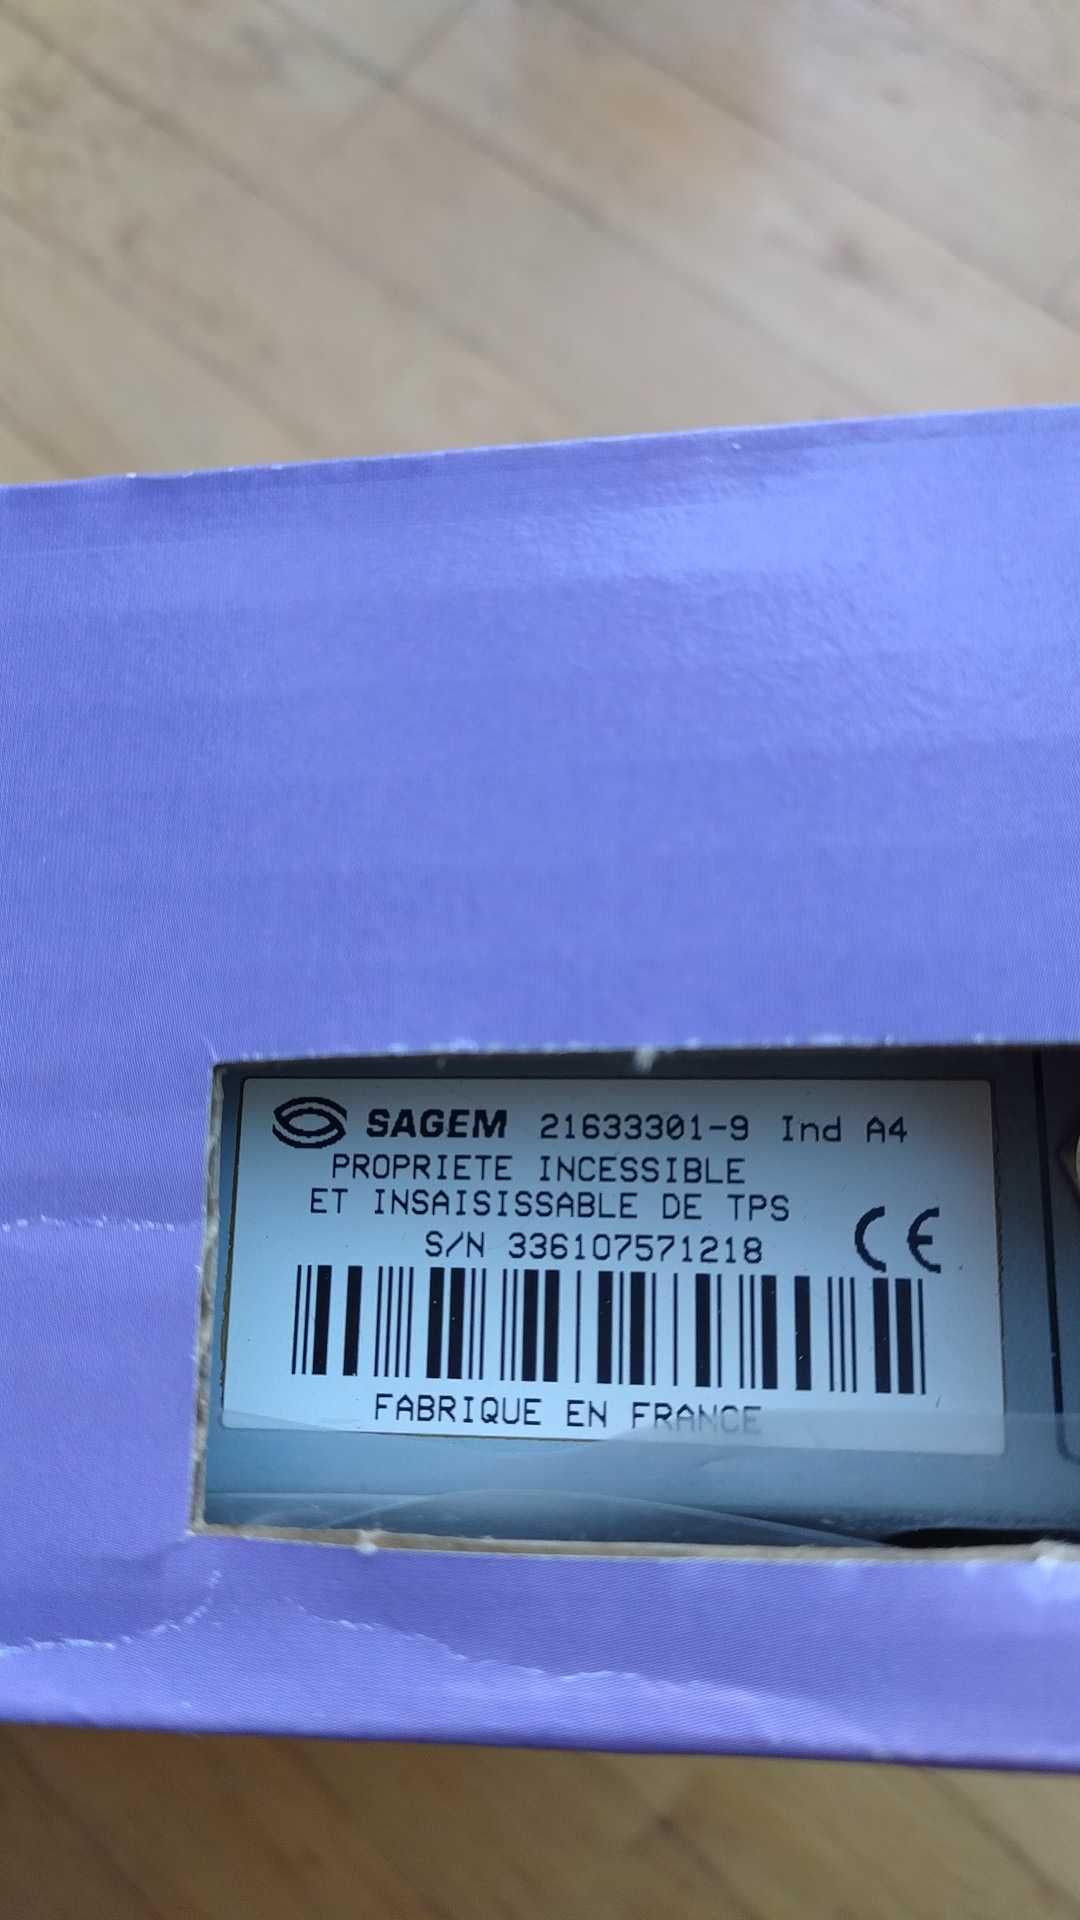 SAGEM 21633301-9 Ind A4
PROPRIETE INCESSIBLE
ET INSAISISSABLE DE TPS
CE
S/N 336107571218
FABRIQUE EN FRANCE